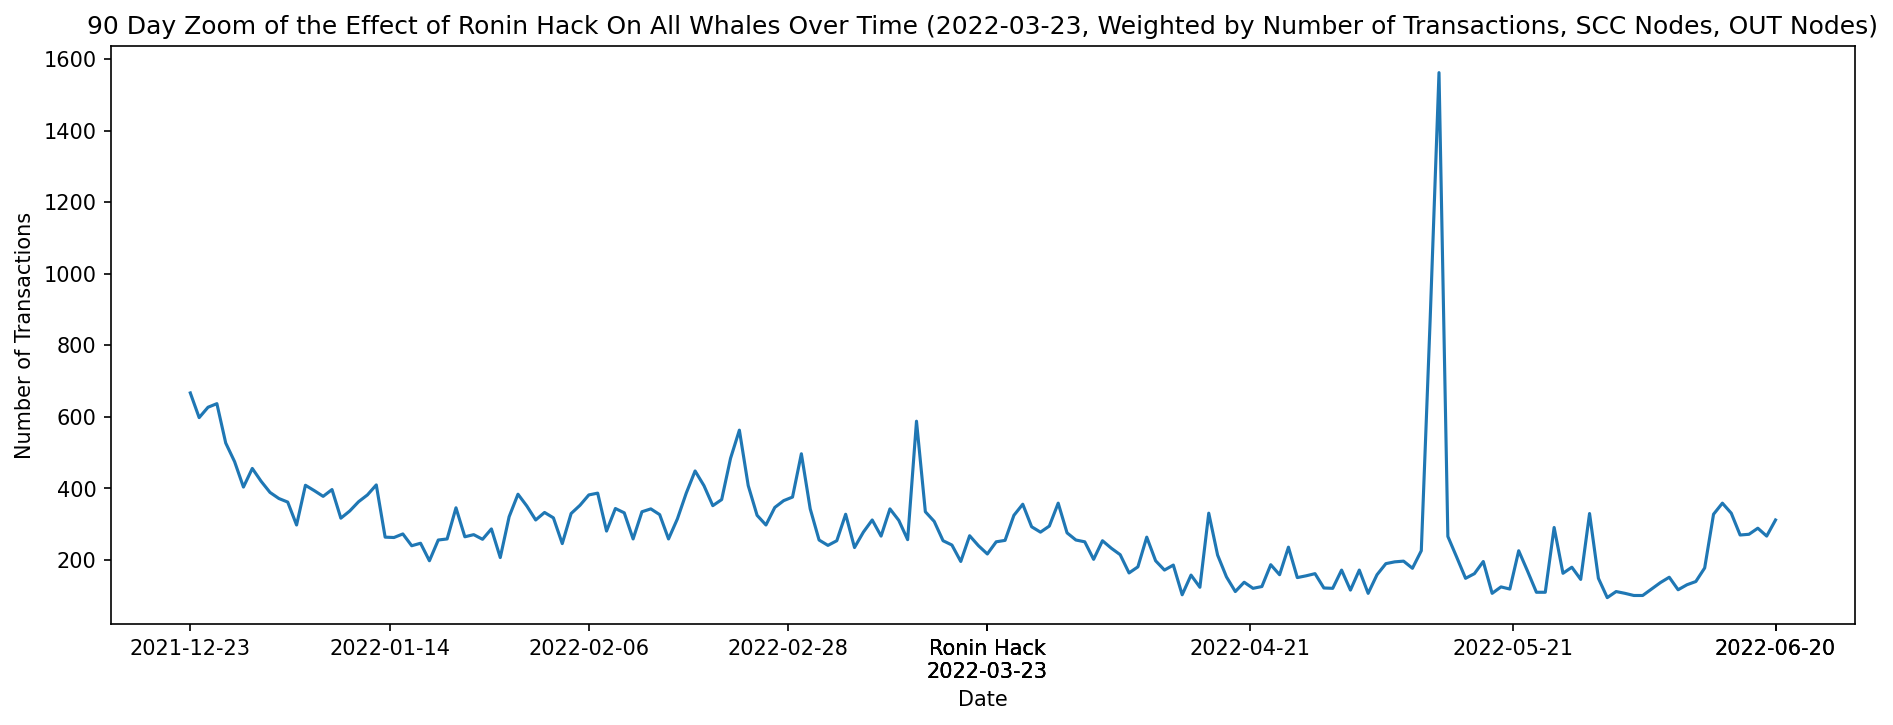 90 Day Zoom of the Effect of Ronin Hack On All Whales Over Time (2022-03-23, Weighted by Number of Transactions, SCC Nodes, OUT Nodes)
Number of Transactions
1600
1400
1200
1000
800
600
400
200
2021-12-23 2022-01-14 2022-02-06 2022-02-28 Ronin Hack 2022-04-21 2022-05-21 2022-06-20
2022-03-23
Date